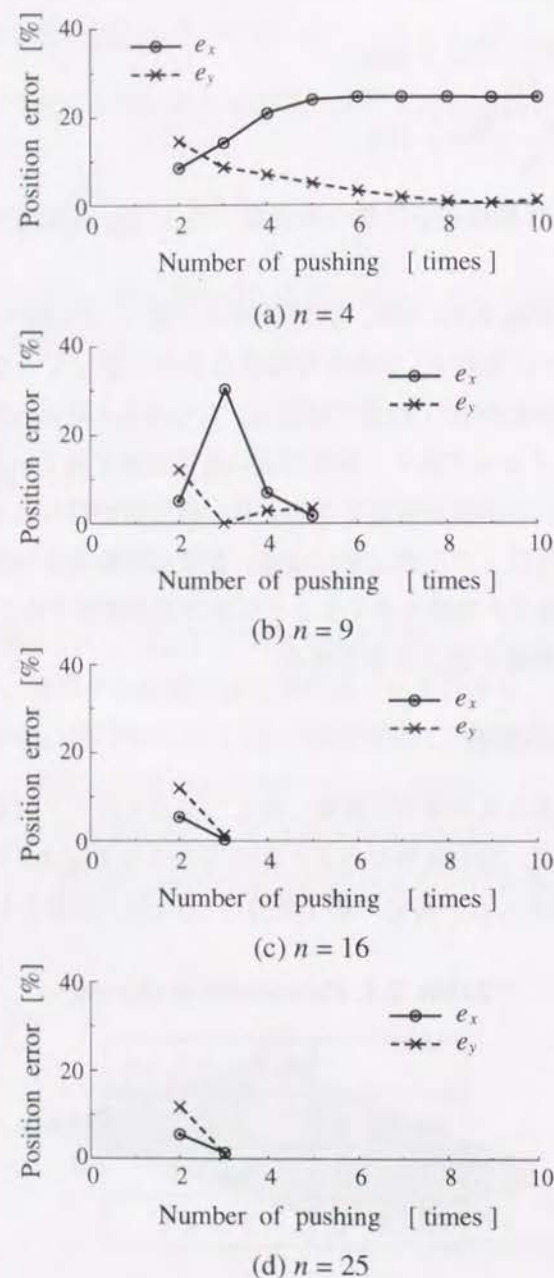 40
20
0
Position error [%]
e_x
e_y
0 2 4 6 8 10
Number of pushing [ times ]
(a) n = 4
40
20
0
Position error [%]
e_x
e_y
0 2 4 6 8 10
Number of pushing [ times ]
(b) n = 9
40
20
0
Position error [%]
e_x
e_y
0 2 4 6 8 10
Number of pushing [ times ]
(c) n = 16
40
20
0
Position error [%]
e_x
e_y
0 2 4 6 8 10
Number of pushing [ times ]
(d) n = 25